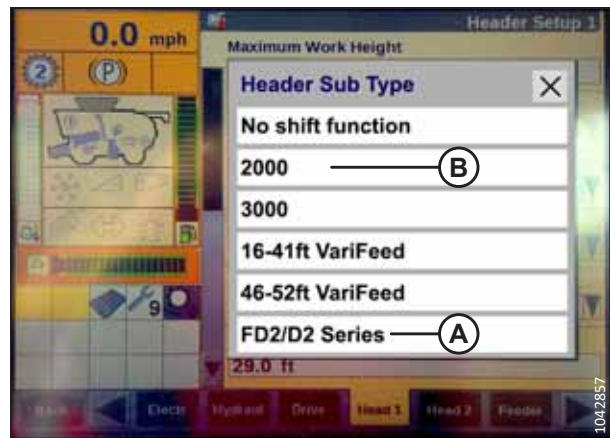 0.0 mph
Header Setup 1
Maximum Work Height
2
(P)
Header Sub Type
No shift function
2000
B
3000
16-41ft VariFeed
46-52ft VariFeed
9
FD2/D2 Series
A
29.0 ft
Back
Electr
Hydraul
Drive
Head 1
Head 2
Feeder
1042857